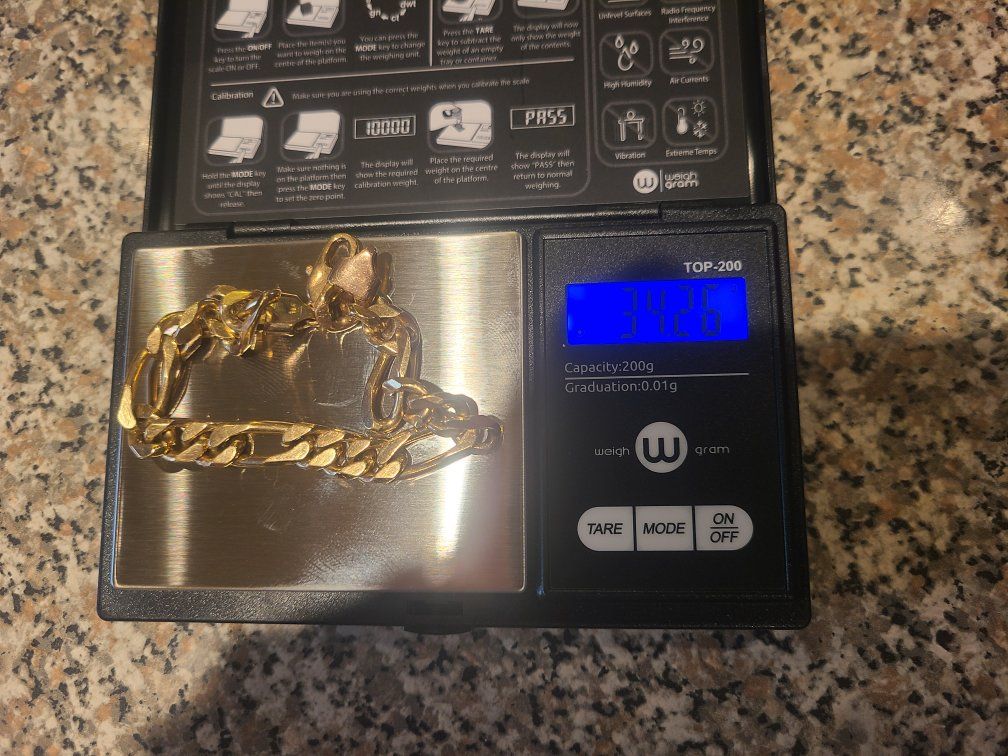 Press the ON/OFF
key to turn the
scale ON or OFF.
Place the item(s) you
want to weigh on the
centre of the platform.
gn ct dwt
You can press the
MODE key to change
the weighing unit.
Press the TARE
key to subtract the
weight of an empty
tray or container
The display will now
only show the weight
of the contents.
Unlevel Surfaces
Radio Frequency
Interference
High Humidity
Air Currents
Vibration
Extreme Temps
Calibration
Make sure you are using the correct weights when you calibrate the scale
Hold the MODE key
until the display
shows "CAL" then
release.
Make sure nothing is
on the platform then
press the MODE key
to set the zero point.
10000
The display will
show the required
calibration weight.
Place the required
weight on the centre
of the platform.
PASS
The display will
show "PASS" then
return to normal
weighing.
W weigh
gram
TOP-200
34.26
Capacity:200g
Graduation:0.01g
weigh W gram
TARE
MODE
ON
OFF